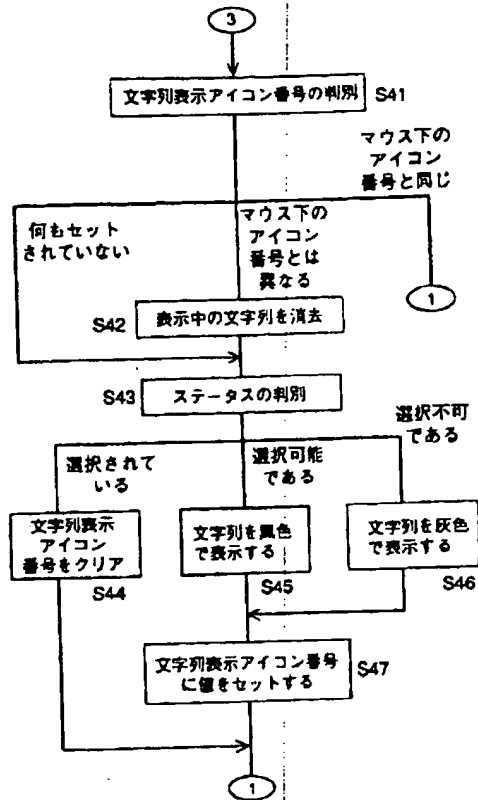 3
文字列表示アイコン番号の判別
S41
マウス下の
アイコン
番号と同じ
何もセット
されていない
マウス下の
アイコン
番号とは
異なる
1
S42
表示中の文字列を消去
S43
ステータスの判別
選択されて
いる
選択可能
である
選択不可
である
文字列表示
アイコン
番号をクリア
S44
文字列を黒色
で表示する
S45
文字列を灰色
で表示する
S46
文字列表示アイコン番号
に値をセットする
S47
1